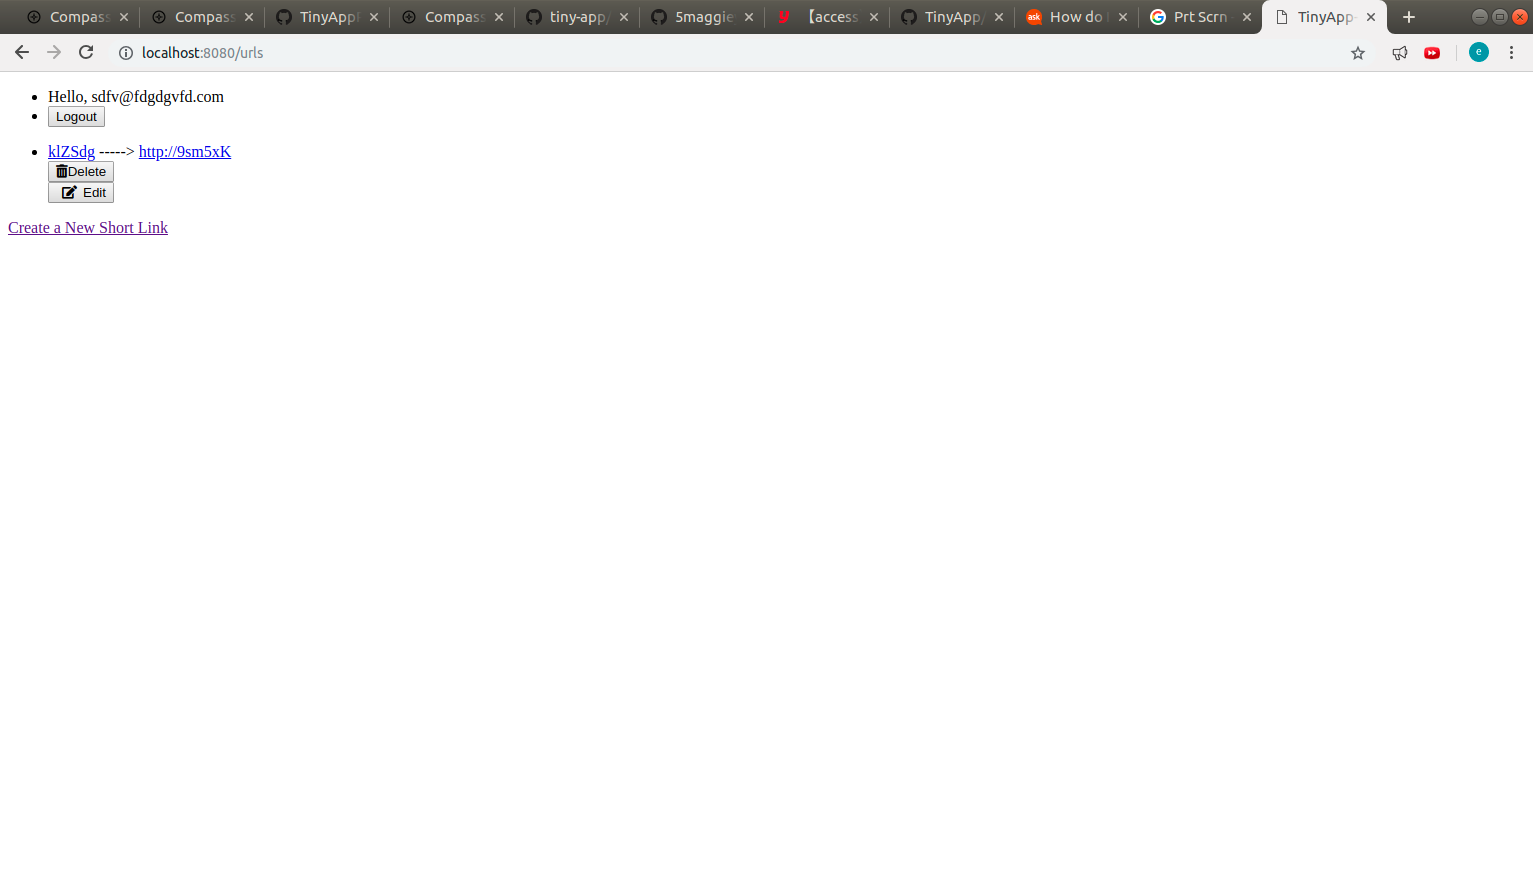 Compass
Compass
TinyApp
Compass
tiny-app/
5maggie
【access
TinyApp/
ask How do
Prt Scrn
TinyApp-
localhost:8080/urls
e
Hello, sdfv@fdgdgvfd.com
Logout
klZSdg -----> http://9sm5xK
Delete
Edit
Create a New Short Link